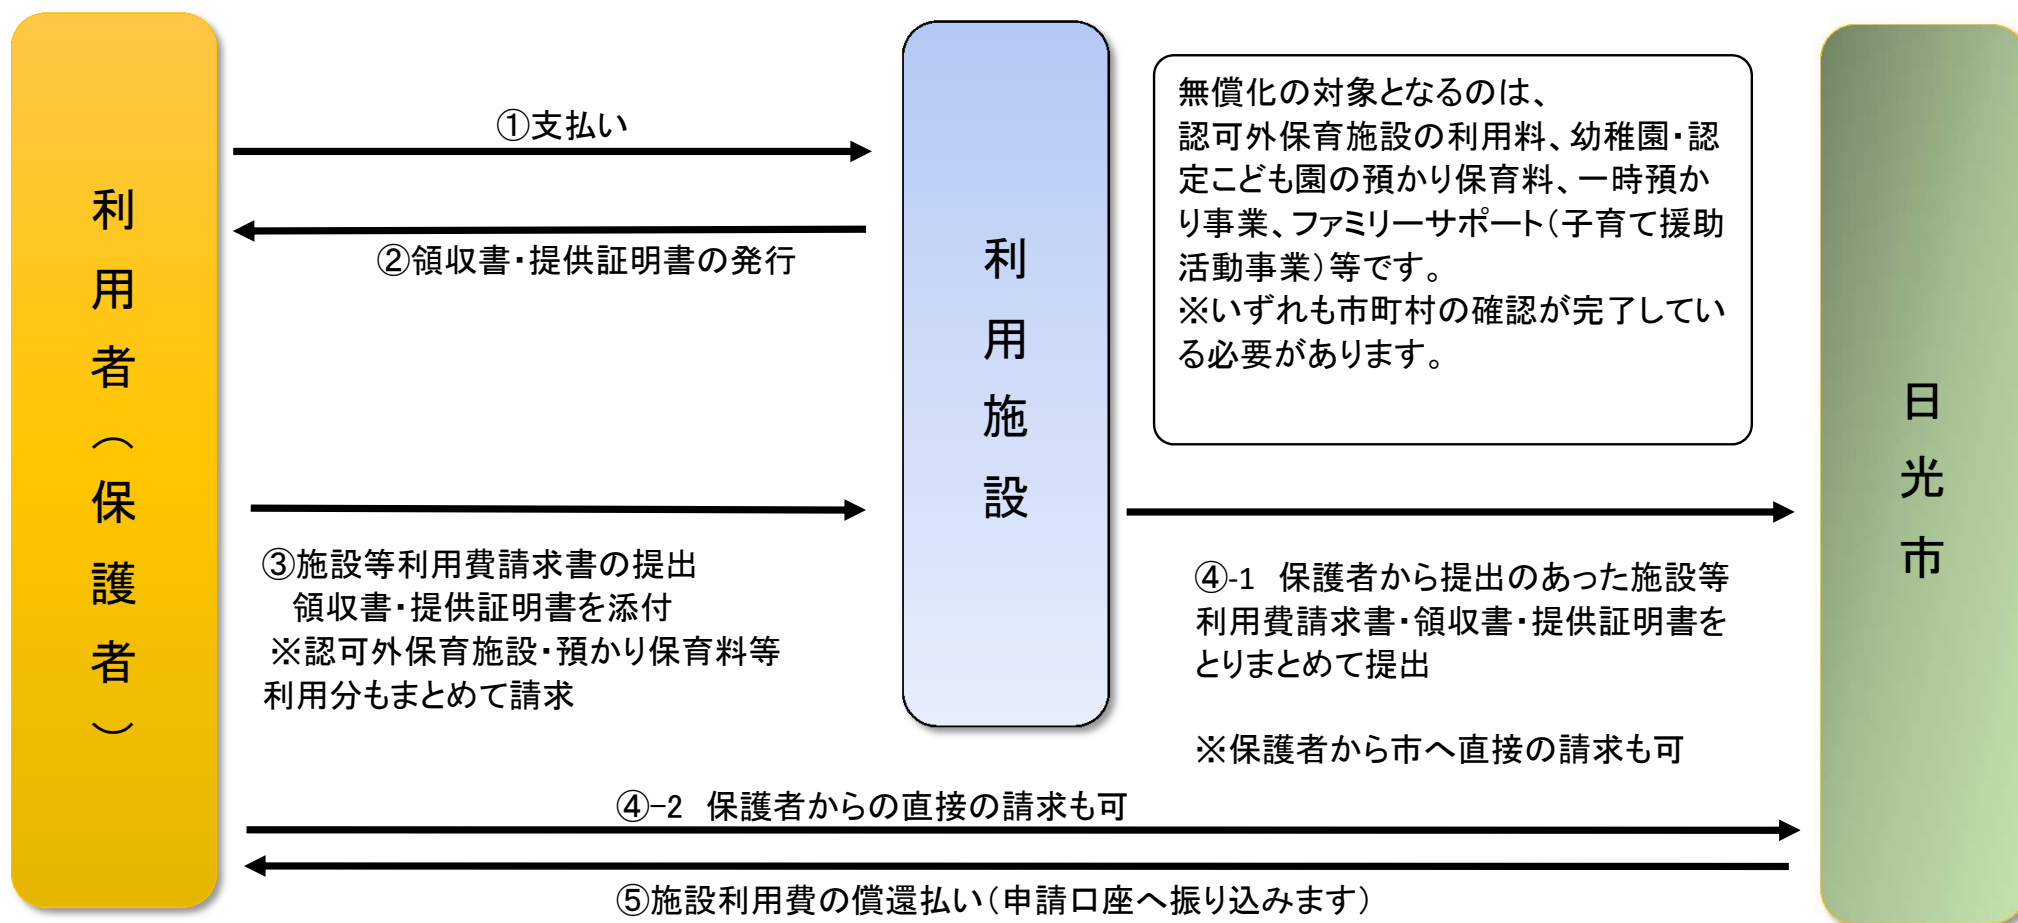 利用者（保護者）
①支払い
②領収書・提供証明書の発行
③施設等利用費請求書の提出
領収書・提供証明書を添付
※認可外保育施設・預かり保育料等
利用分もまとめて請求
利用施設
無償化の対象となるのは、
認可外保育施設の利用料、幼稚園・認
定こども園の預かり保育料、一時預か
り事業、ファミリーサポート（子育て援助
活動事業）等です。
※いずれも市町村の確認が完了してい
る必要があります。
④-1　保護者から提出のあった施設等
利用費請求書・領収書・提供証明書を
とりまとめて提出
※保護者から市へ直接の請求も可
④-2　保護者からの直接の請求も可
⑤施設利用費の償還払い（申請口座へ振り込みます）
日光市